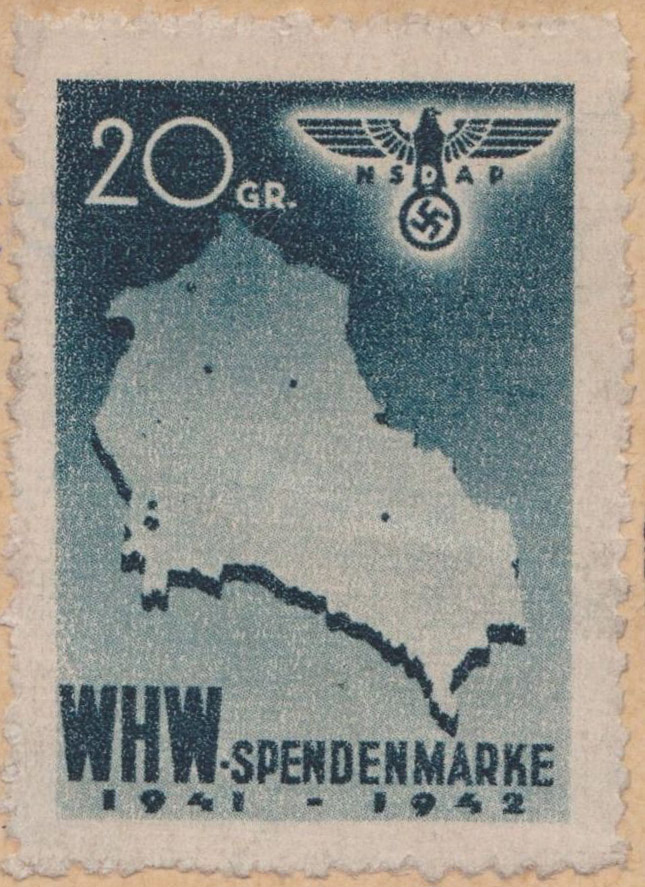 20 GR.
NSDAP
WHW-SPENDENMARKE
1941 - 1942